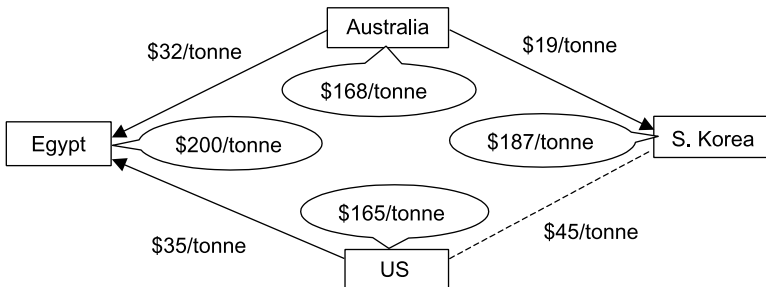 Australia
$32/tonne
$19/tonne
$168/tonne
Egypt
$200/tonne
$187/tonne
S. Korea
$165/tonne
$35/tonne
$45/tonne
US